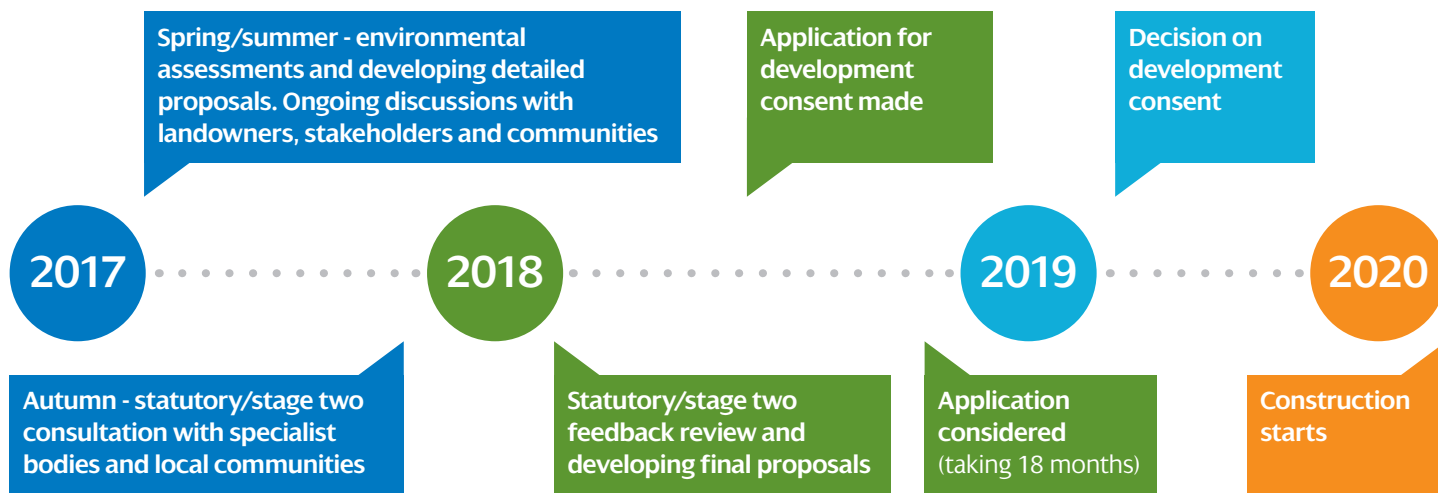 Spring/summer - environmental
assessments and developing detailed
proposals. Ongoing discussions with
landowners, stakeholders and communities
Application for
development
consent made
Decision on
development
consent
2017
2018
2019
2020
Autumn - statutory/stage two
consultation with specialist
bodies and local communities
Statutory/stage two
feedback review and
developing final proposals
Application
considered
(taking 18 months)
Construction
starts